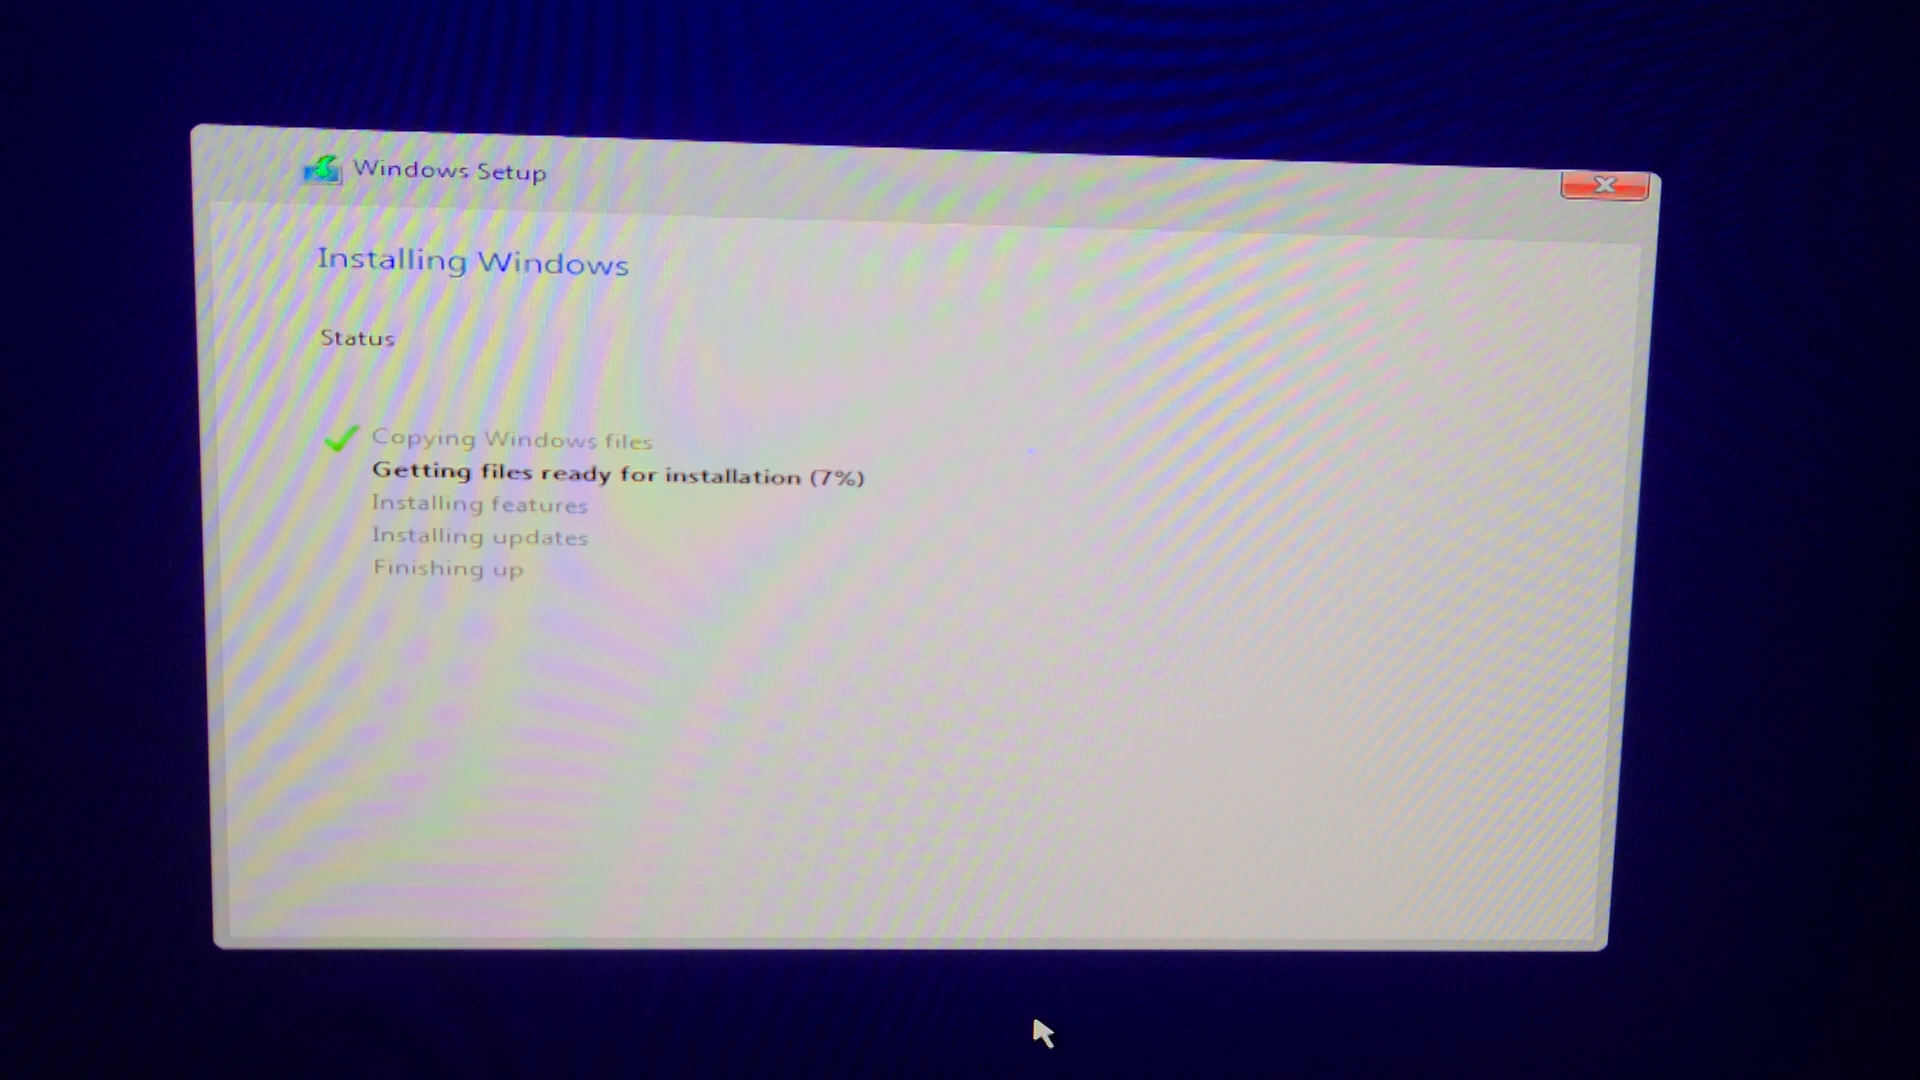 Windows Setup
Installing Windows
Status
Copying Windows files
Getting files ready for installation (7%)
Installing features
Installing updates
Finishing up